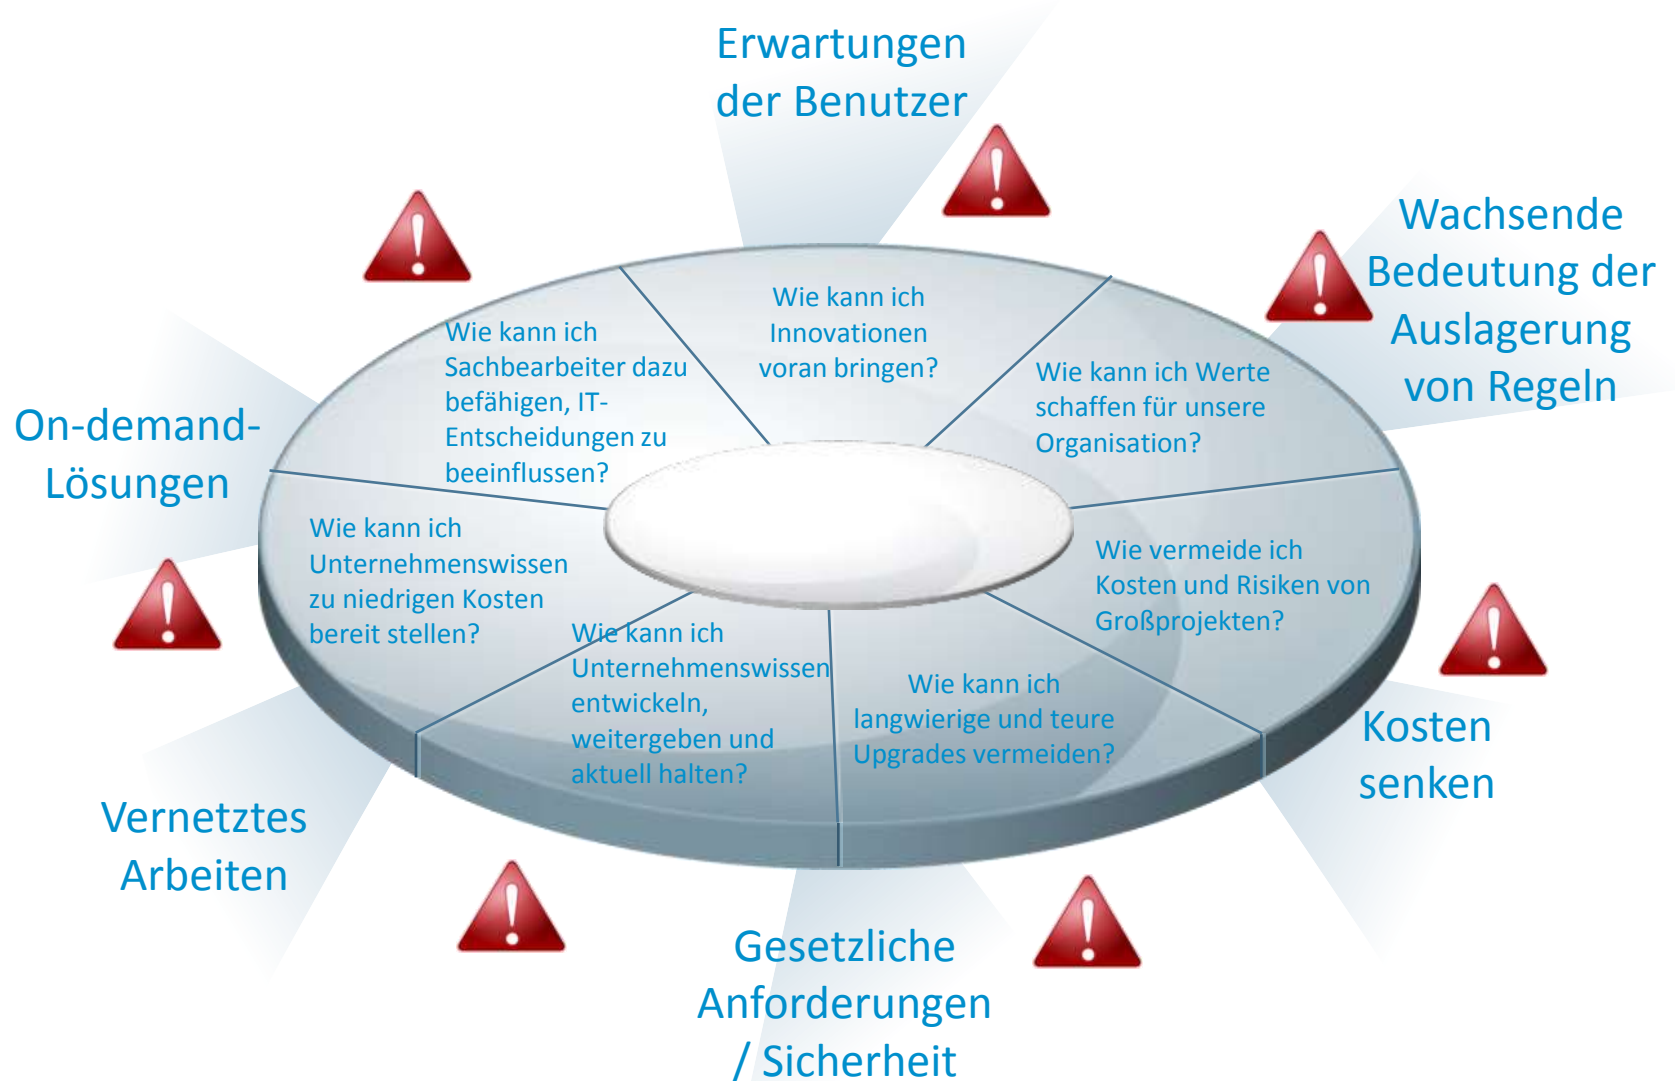 Erwartungen
der Benutzer
Wachsende
Bedeutung der
Auslagerung
von Regeln
Wie kann ich
Innovationen
voran bringen?
Wie kann ich
Sachbearbeiter dazu
befähigen, IT-
Entscheidungen zu
beeinflussen?
Wie kann ich Werte
schaffen für unsere
Organisation?
On-demand-
Lösungen
Wie kann ich
Unternehmenswissen
zu niedrigen Kosten
bereit stellen?
Wie vermeide ich
Kosten und Risiken von
Großprojekten?
Wie kann ich
Unternehmenswissen
entwickeln,
weitergeben und
aktuell halten?
Wie kann ich
langwierige und teure
Upgrades vermeiden?
Kosten
senken
Vernetztes
Arbeiten
Gesetzliche
Anforderungen
/ Sicherheit